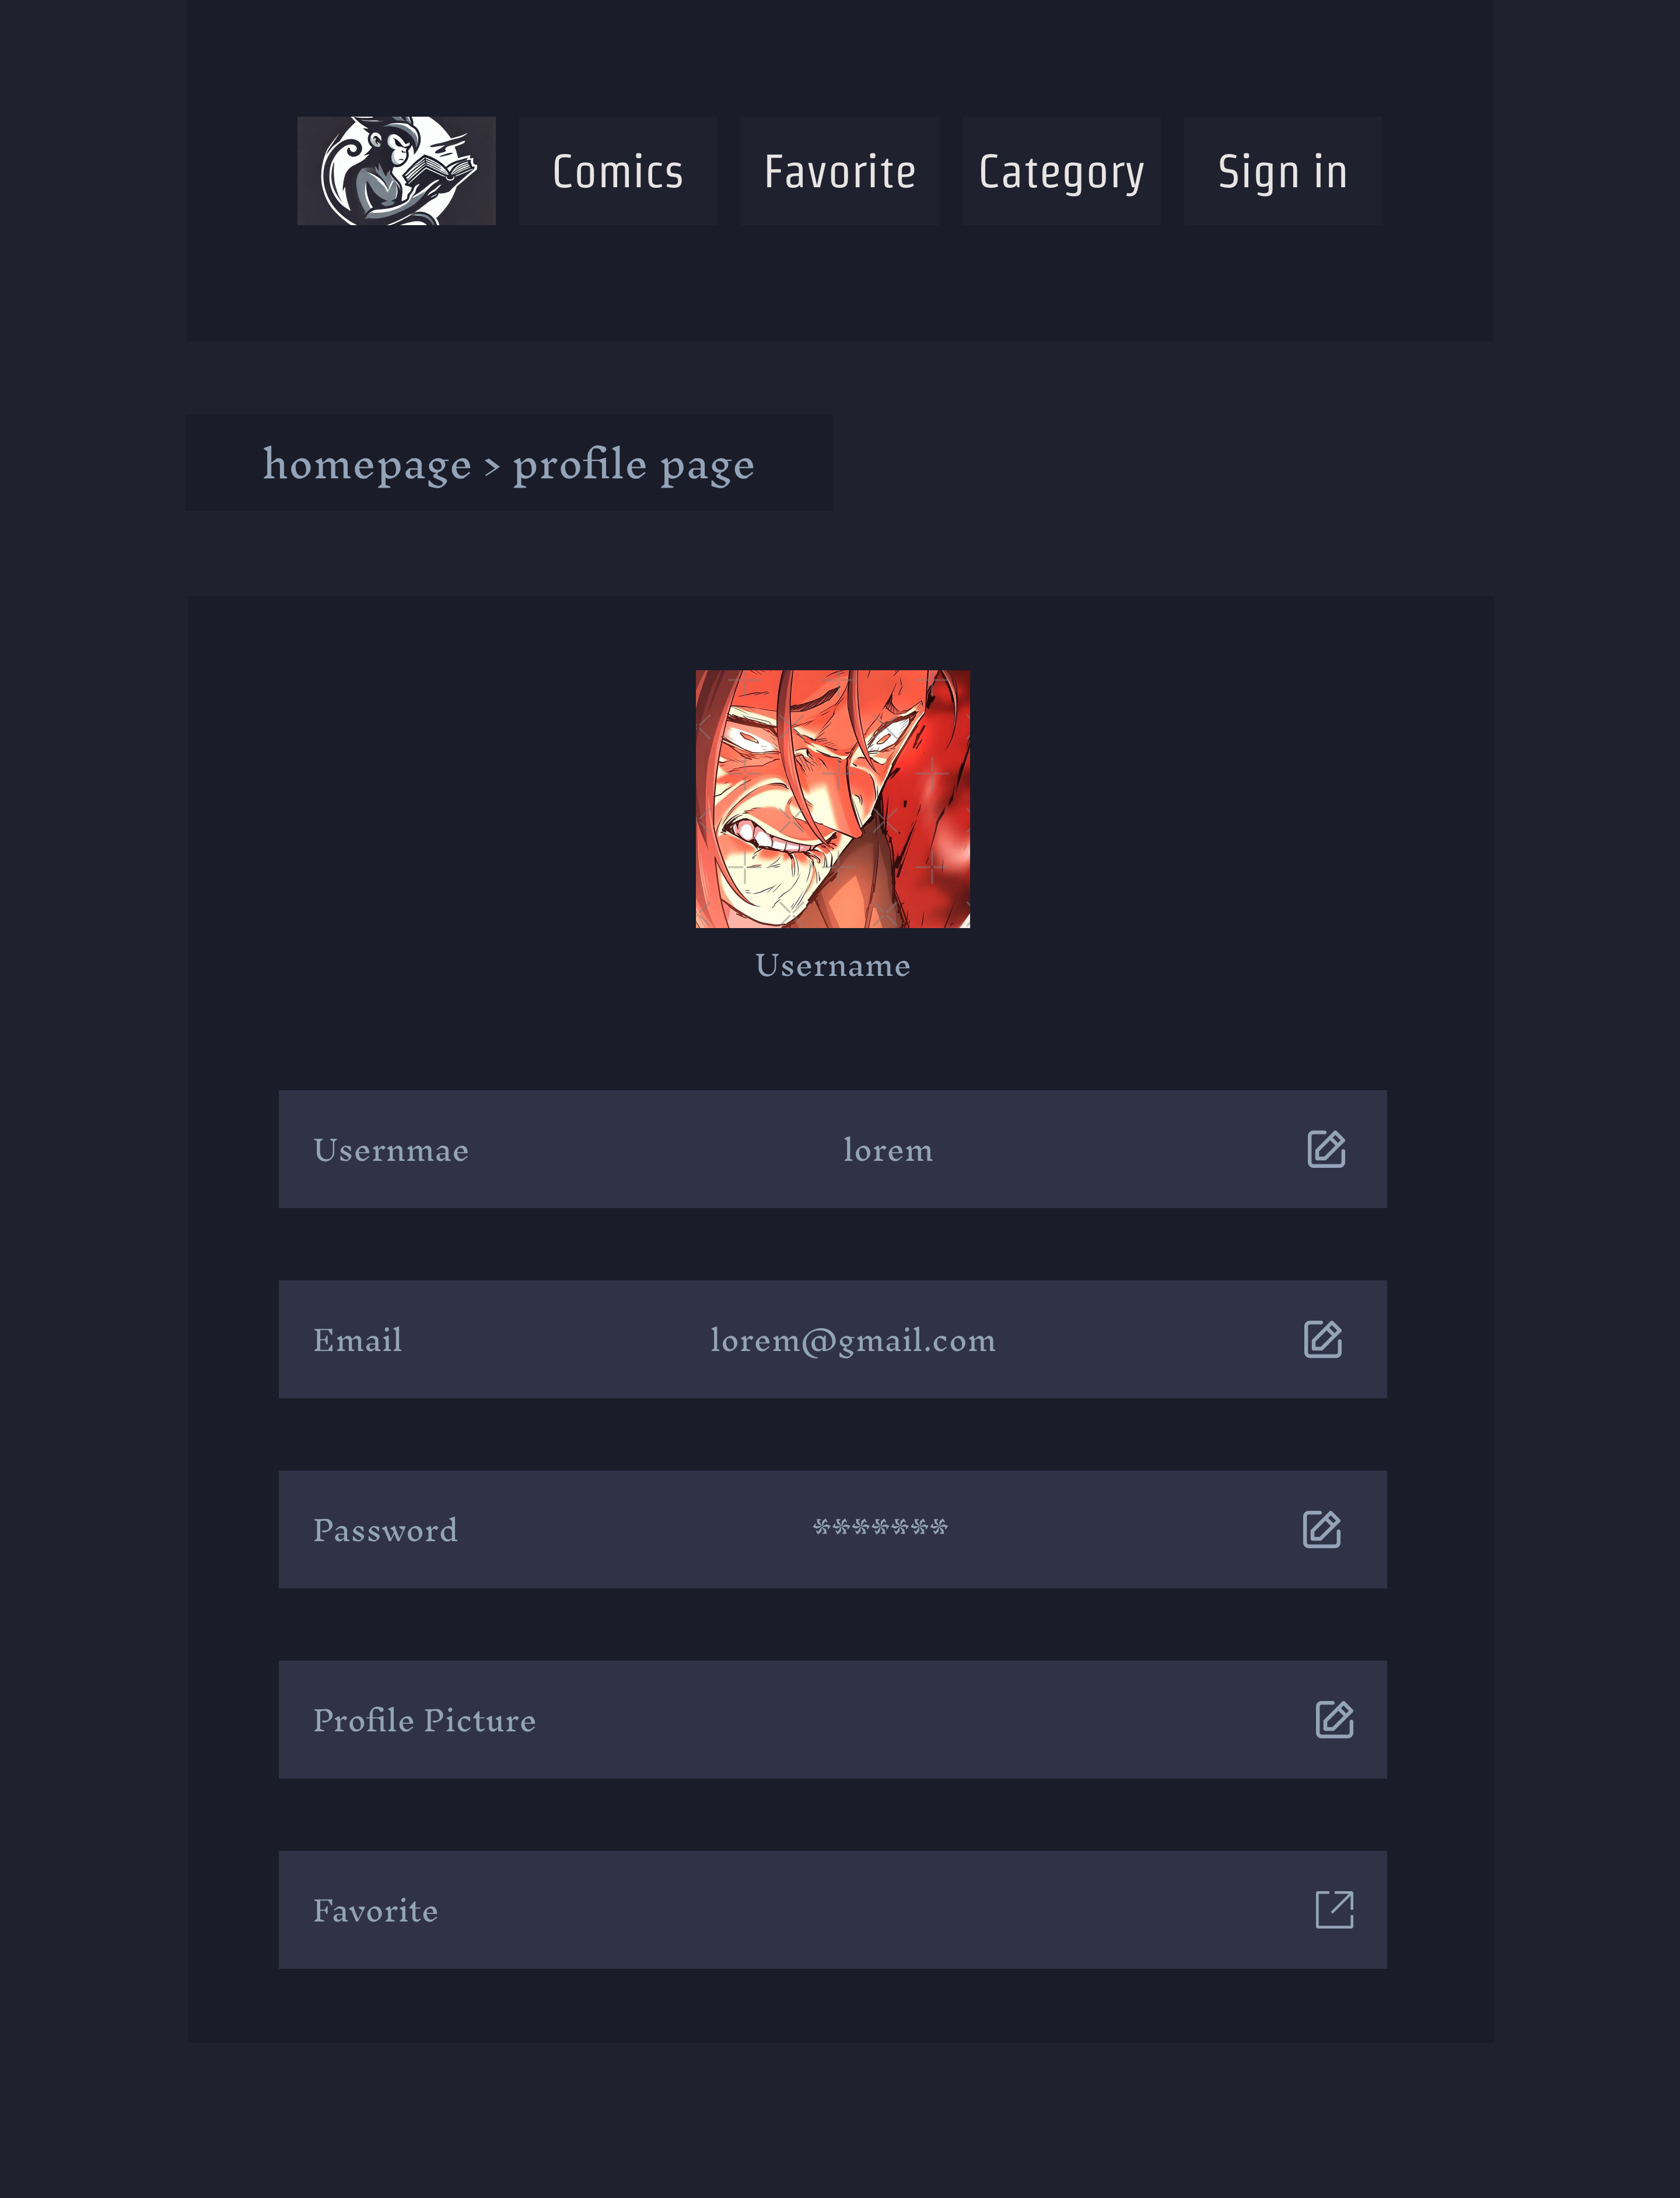 Comics Favorite Category Sign in
homepage > profile page
Username
Usernmae lorem
Email lorem@gmail.com
Password *******
Profile Picture
Favorite